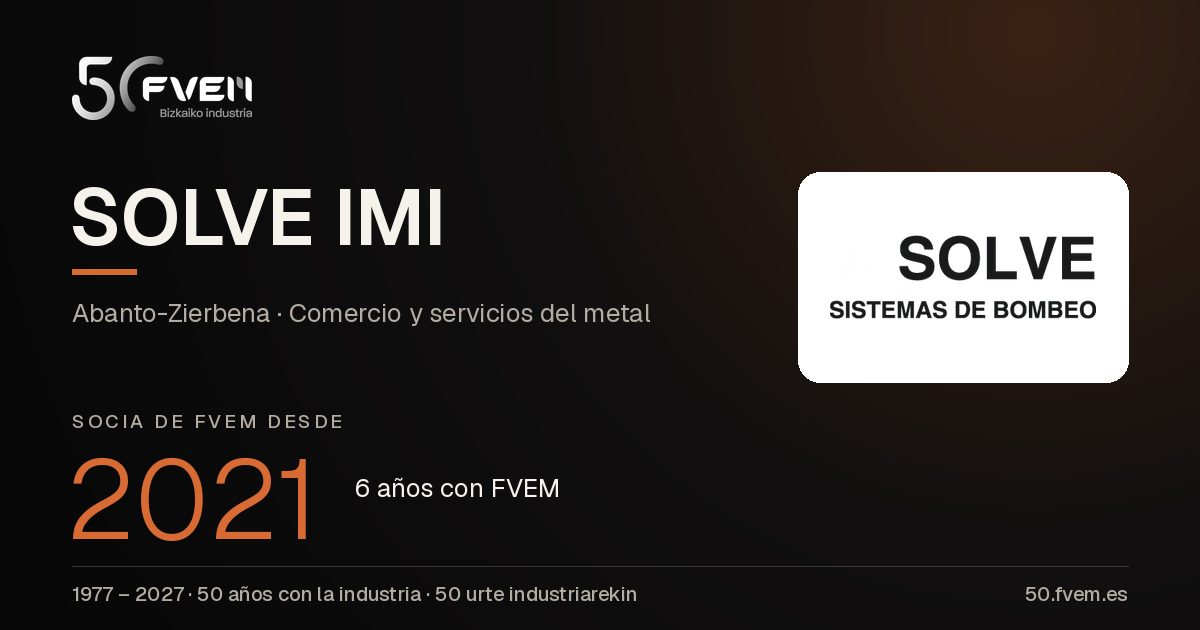 50 FVEM
Bizkaiko industria
SOLVE IMI
Abanto-Zierbena · Comercio y servicios del metal
SOLVE
SISTEMAS DE BOMBEO
SOCIA DE FVEM DESDE
2021
6 años con FVEM
1977 – 2027 · 50 años con la industria · 50 urte industriarekin
50.fvem.es